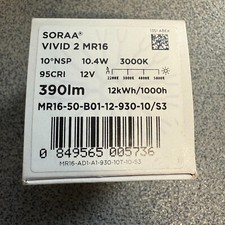 SORAA®
VIVID 2 MR16
10°NSP 10.4W 3000K
95CRI 12V
390lm 12kWh/1000h
MR16-50-B01-12-930-10/S3
0 849565 005736
MR16-AD1-A1-930-10T-10-S3